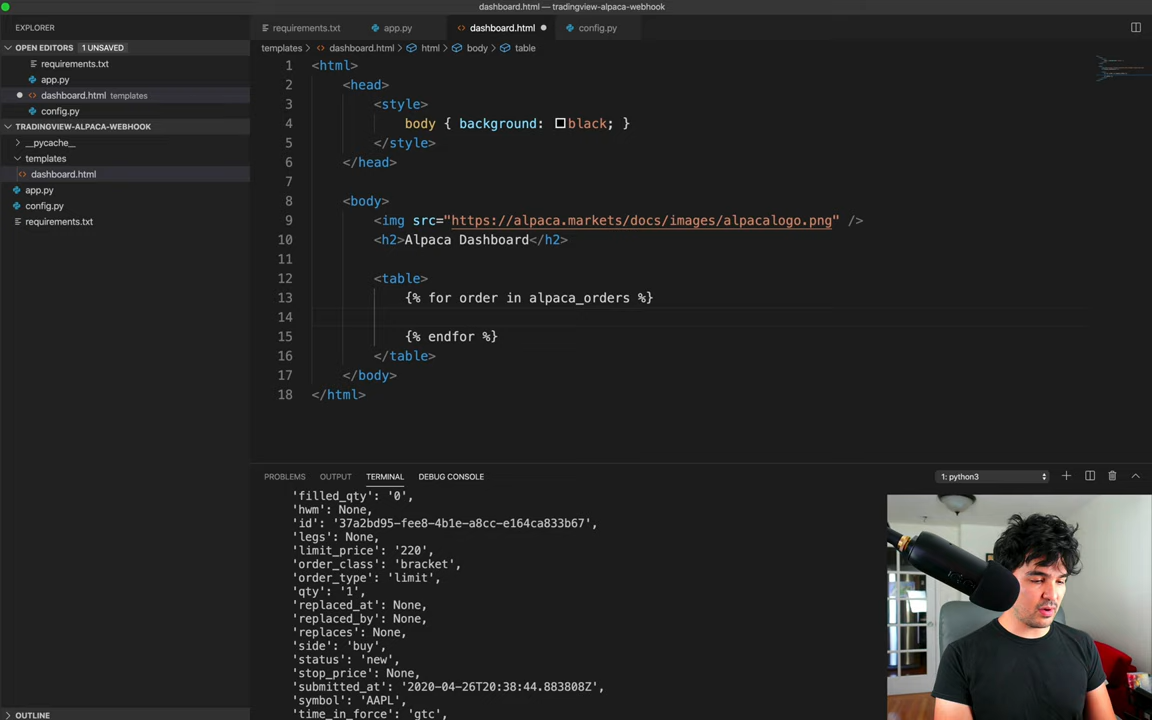 dashboard.html — tradingview-alpaca-webhook
EXPLORER
requirements.txt
app.py
dashboard.html
config.py
OPEN EDITORS
1 UNSAVED
requirements.txt
app.py
dashboard.html templates
config.py
TRADINGVIEW-ALPACA-WEBHOOK
__pycache__
templates
dashboard.html
app.py
config.py
requirements.txt
OUTLINE
templates > dashboard.html > html > body > table
1 <html>
2 <head>
3 <style>
4 body { background: black; }
5 </style>
6 </head>
7
8 <body>
9 <img src="https://alpaca.markets/docs/images/alpacalogo.png" />
10 <h2>Alpaca Dashboard</h2>
11
12 <table>
13 {% for order in alpaca_orders %}
14
15 {% endfor %}
16 </table>
17 </body>
18 </html>
PROBLEMS OUTPUT TERMINAL DEBUG CONSOLE
1: python3
'filled_qty': '0',
'hwm': None,
'id': '37a2bd95-fee8-4b1e-a8cc-e164ca833b67',
'legs': None,
'limit_price': '220',
'order_class': 'bracket',
'order_type': 'limit',
'qty': '1',
'replaced_at': None,
'replaced_by': None,
'replaces': None,
'side': 'buy',
'status': 'new',
'stop_price': None,
'submitted_at': '2020-04-26T20:38:44.883808Z',
'symbol': 'AAPL',
'time_in_force': 'gtc',